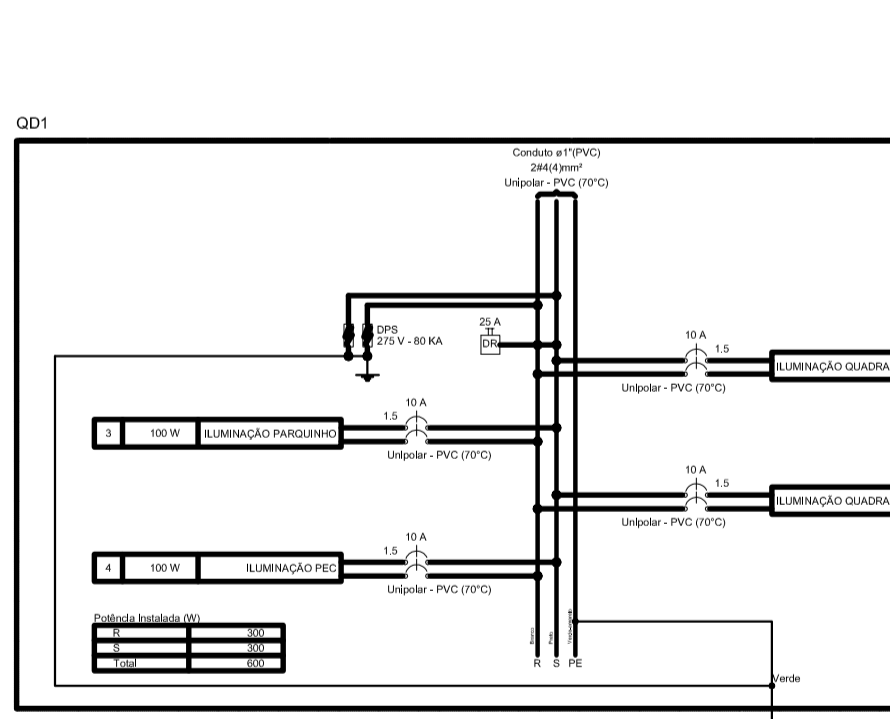 QD1
Conduto ø1"(PVC)
2#4(4)mm²
Unipolar - PVC (70°C)
DPS
275 V - 80 KA
25 A
DR
10 A
1.5
ILUMINAÇÃO QUADRA
Unipolar - PVC (70°C)
10 A
1.5
3 100 W ILUMINAÇÃO PARQUINHO
Unipolar - PVC (70°C)
10 A
1.5
ILUMINAÇÃO QUADRA
Unipolar - PVC (70°C)
10 A
1.5
4 100 W ILUMINAÇÃO PEC
Unipolar - PVC (70°C)
Potência Instalada (W)
R 300
S 300
Total 600
Branco
Preto
R S PE
Verde